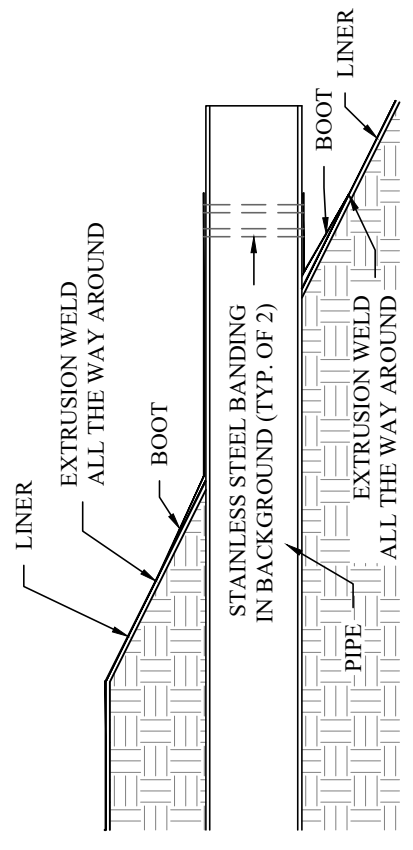 LINER
EXTRUSION WELD
ALL THE WAY AROUND
BOOT
STAINLESS STEEL BANDING
IN BACKGROUND (TYP. OF 2)
PIPE
BOOT
LINER
EXTRUSION WELD
ALL THE WAY AROUND